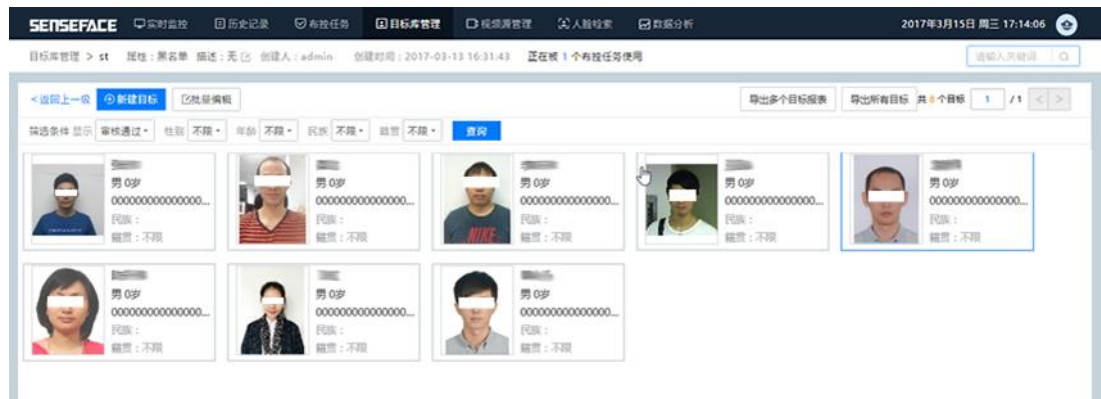 SENSEFACE 实时监控 历史记录 布控任务 目标库管理 视频源管理 人脸检索 数据分析 2017年3月15日 周三 17:14:06
目标库管理 > st 属性：黑名单 描述：无 创建人：admin 创建时间：2017-03-13 16:31:43 正在被 1 个布控任务使用 请输入关键词
<返回上一级 新建目标 批量编辑 导出多个目标报表 导出所有目标 共 8 个目标 1 / 1 < >
筛选条件 显示 审核通过 性别 不限 年龄 不限 民族 不限 籍贯 不限 查询
男 0岁
000000000000000...
民族：
籍贯：不限
男 0岁
000000000000000...
民族：
籍贯：不限
男 0岁
000000000000000...
民族：
籍贯：不限
NIKE
男 0岁
000000000000000...
民族：
籍贯：不限
男 0岁
000000000000000...
民族：
籍贯：不限
男 0岁
000000000000000...
民族：
籍贯：不限
男 0岁
000000000000000...
民族：
籍贯：不限
男 0岁
000000000000000...
民族：
籍贯：不限